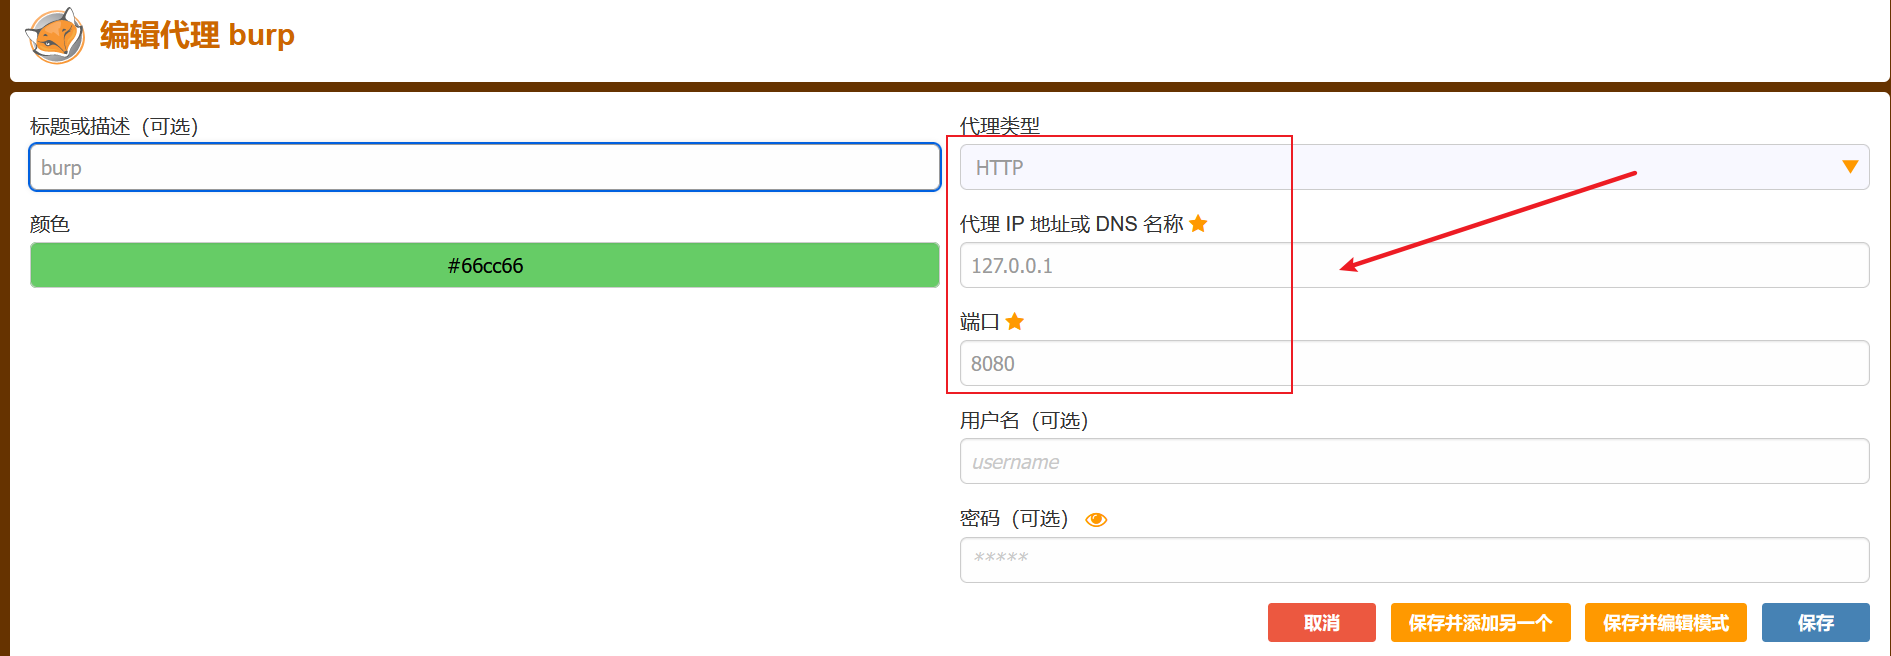 编辑代理 burp
标题或描述（可选）
burp
颜色
#66cc66
代理类型
HTTP
代理 IP 地址或 DNS 名称
127.0.0.1
端口
8080
用户名（可选）
username
密码（可选）
*****
取消
保存并添加另一个
保存并编辑模式
保存